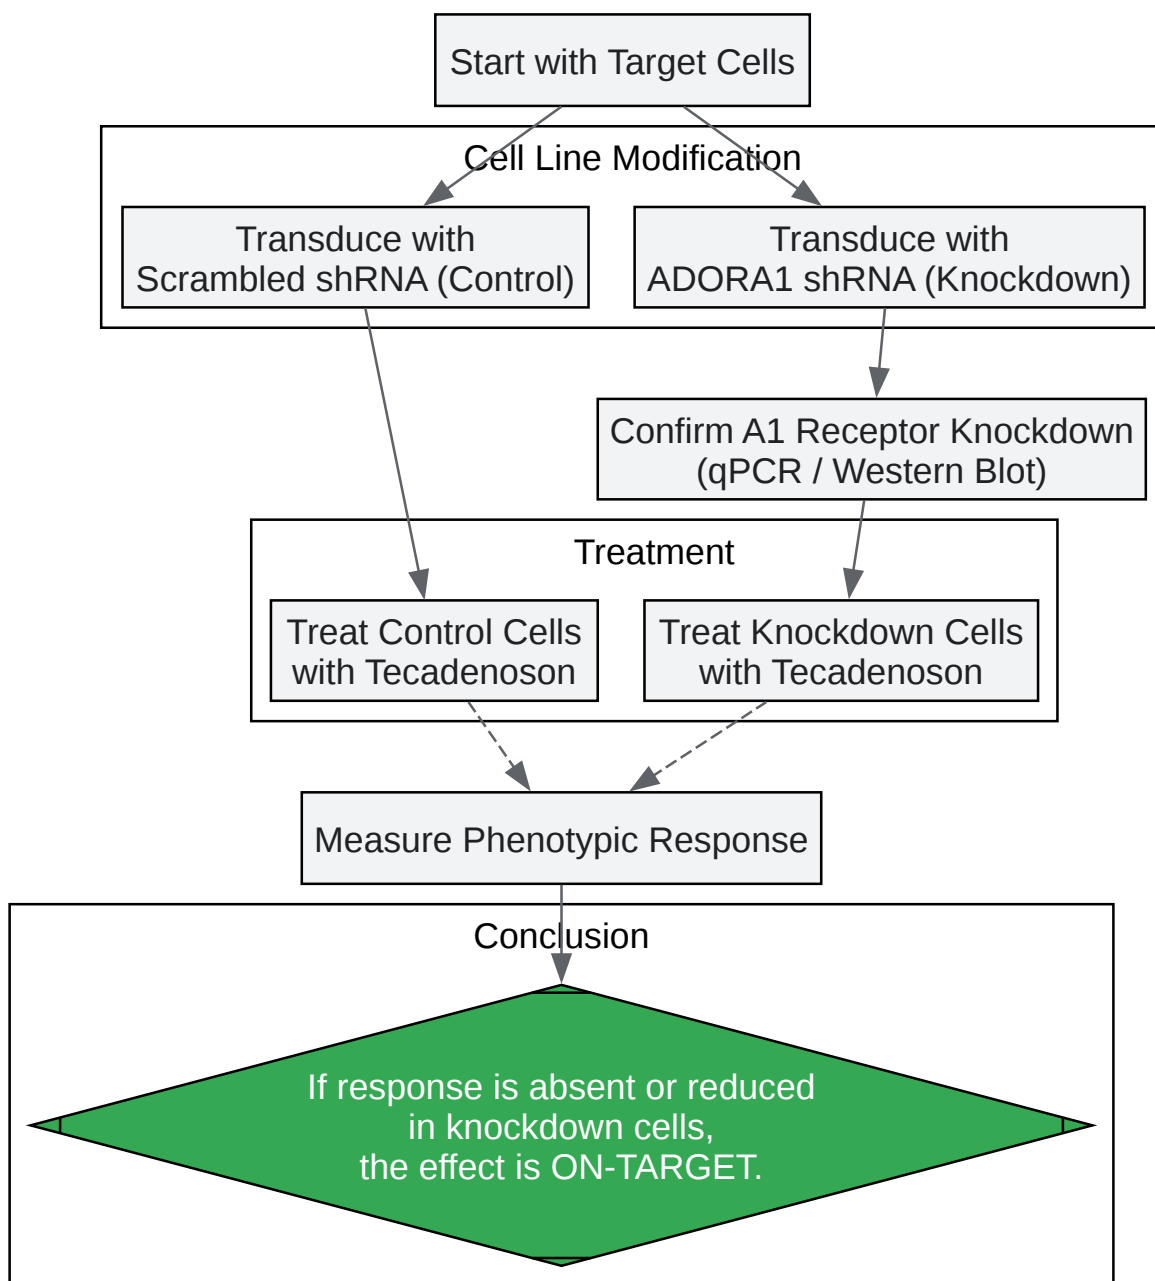 Start with Target Cells
Cell Line Modification
Transduce with
Scrambled shRNA (Control)
Transduce with
ADORA1 shRNA (Knockdown)
Confirm A1 Receptor Knockdown
(qPCR / Western Blot)
Treatment
Treat Control Cells
with Tecadenoson
Treat Knockdown Cells
with Tecadenoson
Measure Phenotypic Response
Conclusion
If response is absent or reduced
in knockdown cells,
the effect is ON-TARGET.